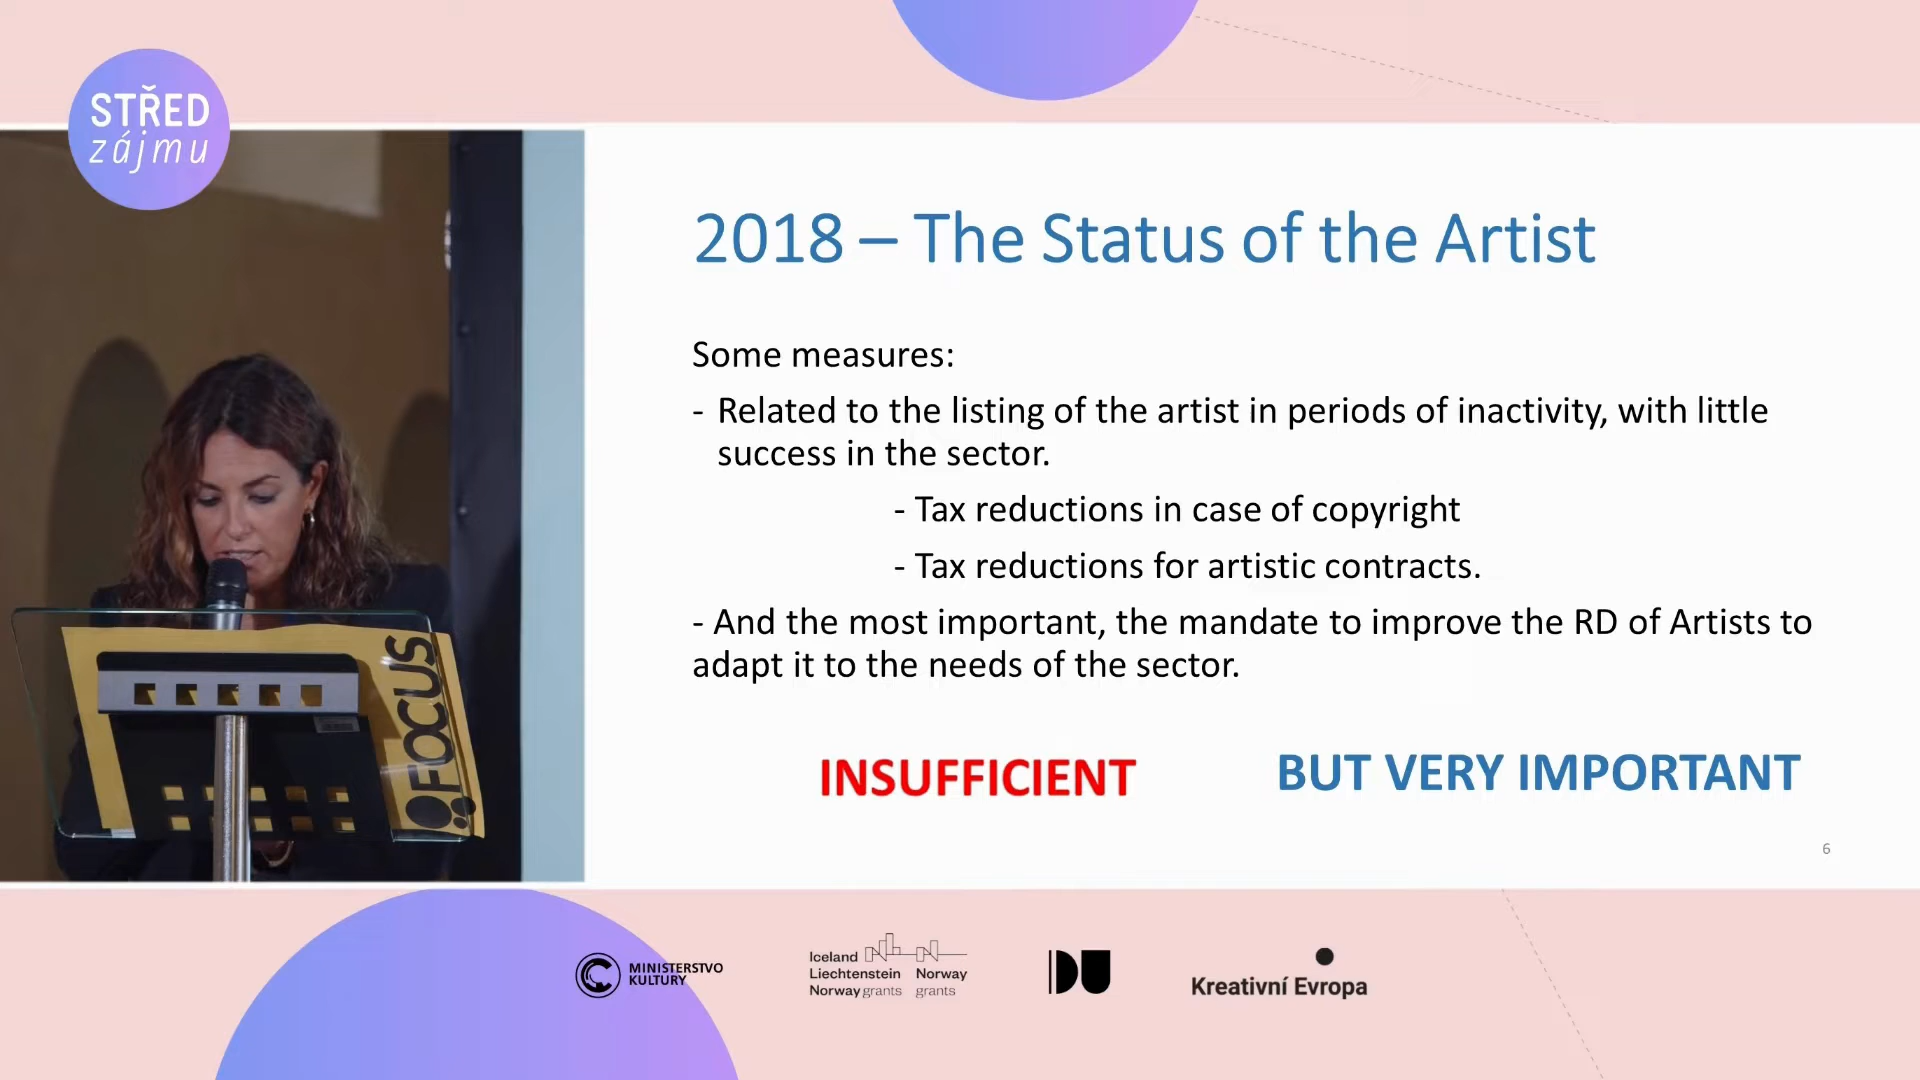 STŘED
zájmu
2018 – The Status of the Artist
Some measures:
- Related to the listing of the artist in periods of inactivity, with little
success in the sector.
- Tax reductions in case of copyright
- Tax reductions for artistic contracts.
- And the most important, the mandate to improve the RD of Artists to
adapt it to the needs of the sector.
INSUFFICIENT
BUT VERY IMPORTANT
6
FOCUS
MINISTERSTVO
KULTURY
Iceland
Liechtenstein
Norway grants
Norway
grants
DU
Kreativní Evropa